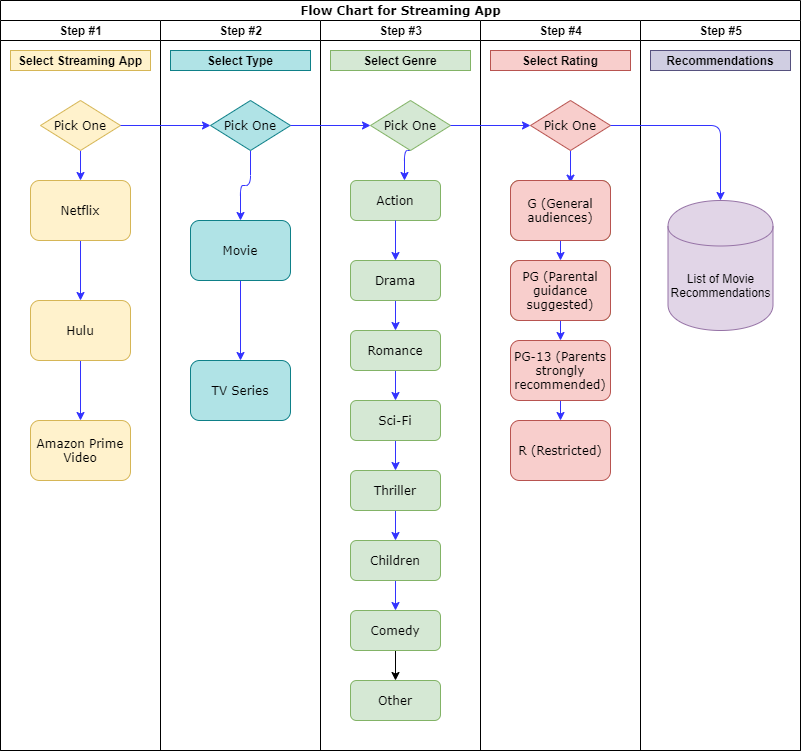 Flow Chart for Streaming App
Step #1
Step #2
Step #3
Step #4
Step #5
Select Streaming App
Select Type
Select Genre
Select Rating
Recommendations
Pick One
Pick One
Pick One
Pick One
Netflix
Hulu
Amazon Prime
Video
Movie
TV Series
Action
Drama
Romance
Sci-Fi
Thriller
Children
Comedy
Other
G (General
audiences)
PG (Parental
guidance
suggested)
PG-13 (Parents
strongly
recommended)
R (Restricted)
List of Movie
Recommendations